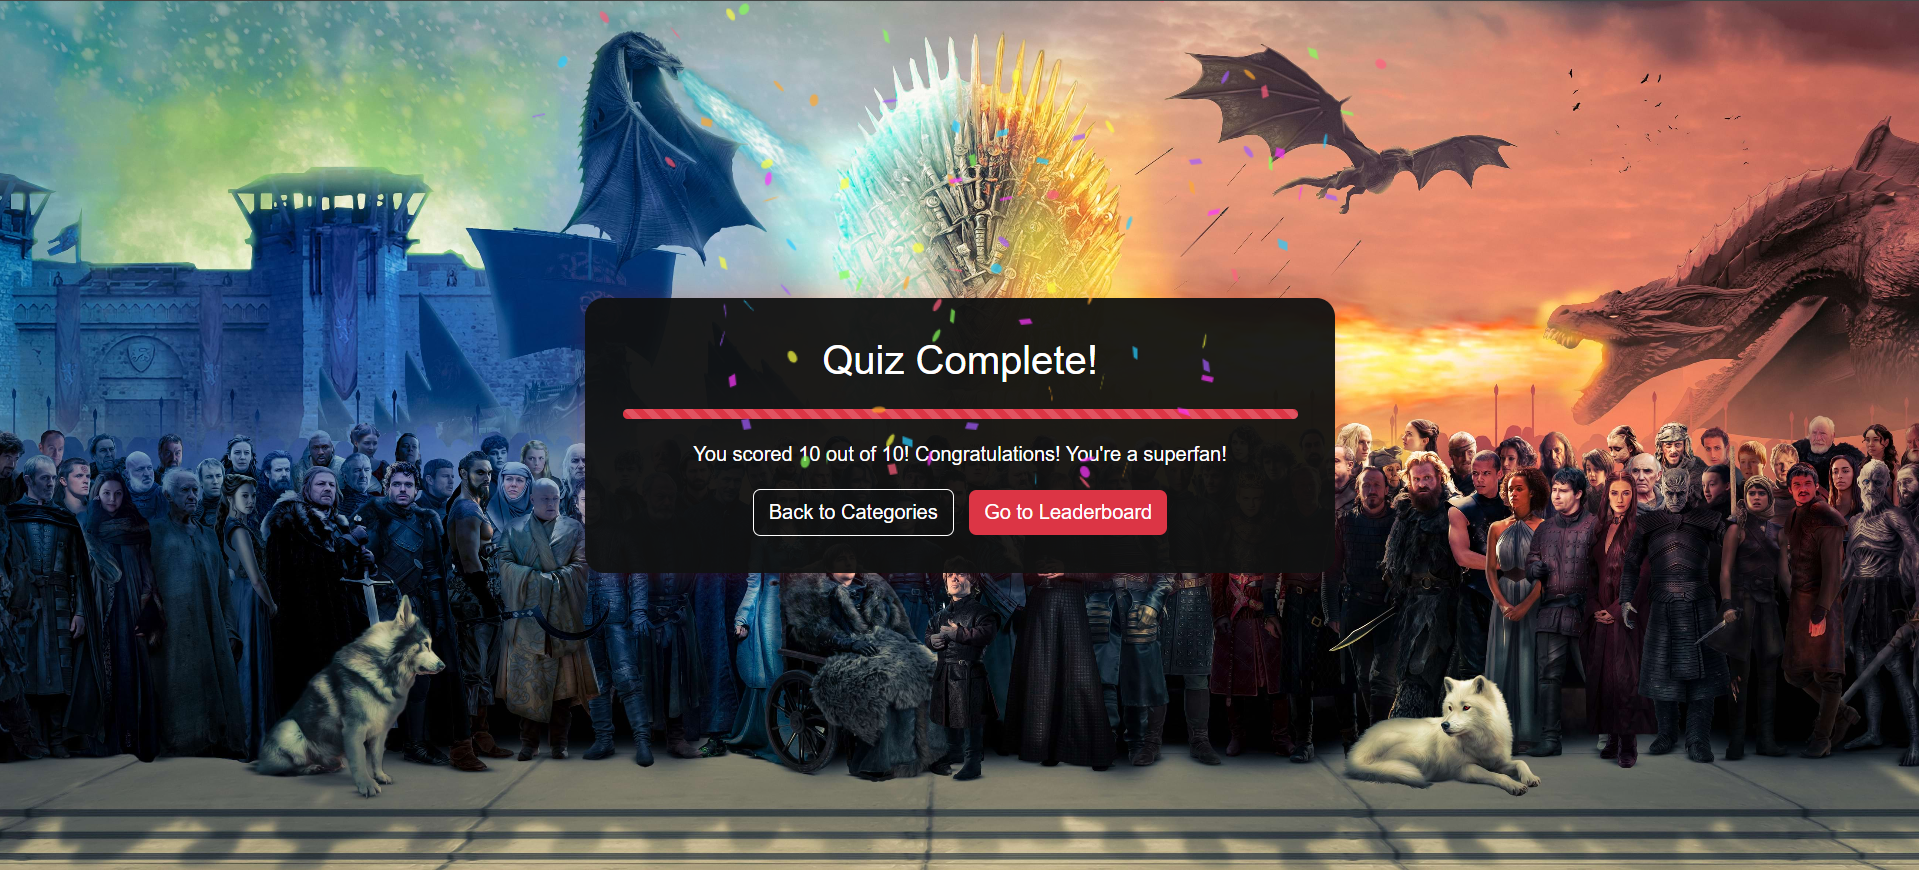 Quiz Complete!
You scored 10 out of 10! Congratulations! You're a superfan!
Back to Categories
Go to Leaderboard